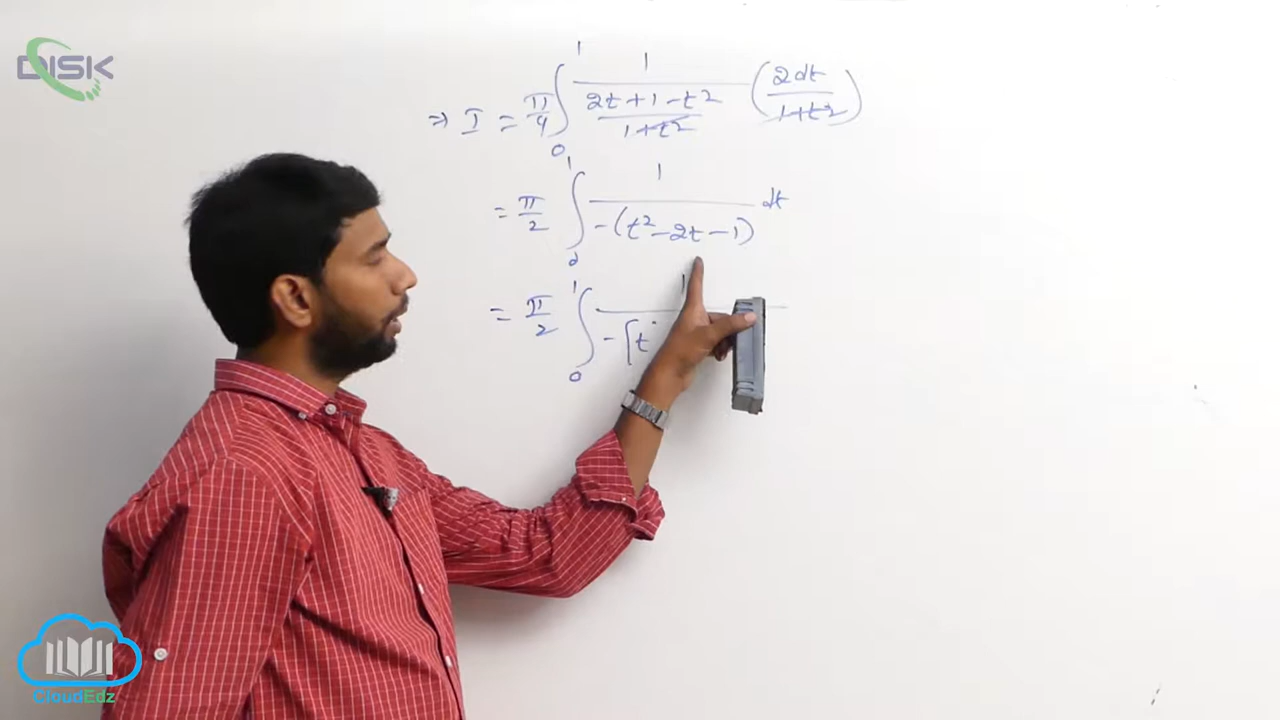 DISK
⇒ I = π/4 ∫₀¹ 1/((2t+1-t²)/(1+t²)) (2dt/(1+t²))
= π/2 ∫₀¹ 1/(-(t²-2t-1)) dt
= π/2 ∫₀¹ 1/(-[t
CloudEdz